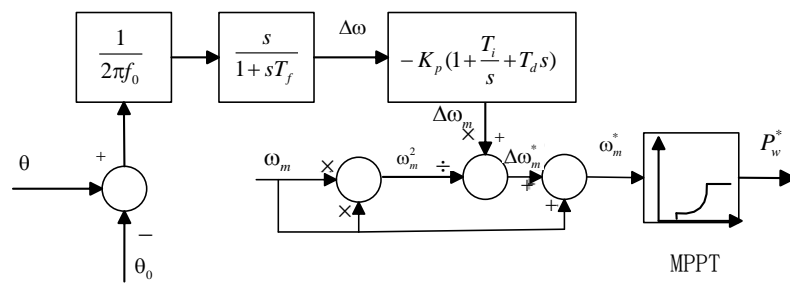 1 / 2πf₀
s / 1 + sT_f
Δω
− K_p (1 + T_i / s + T_d s)
Δω_m
× +
θ +
−
θ₀
ω_m × ×
ω_m² ÷
Δω_m^* +
+
ω_m^*
P_w^*
MPPT